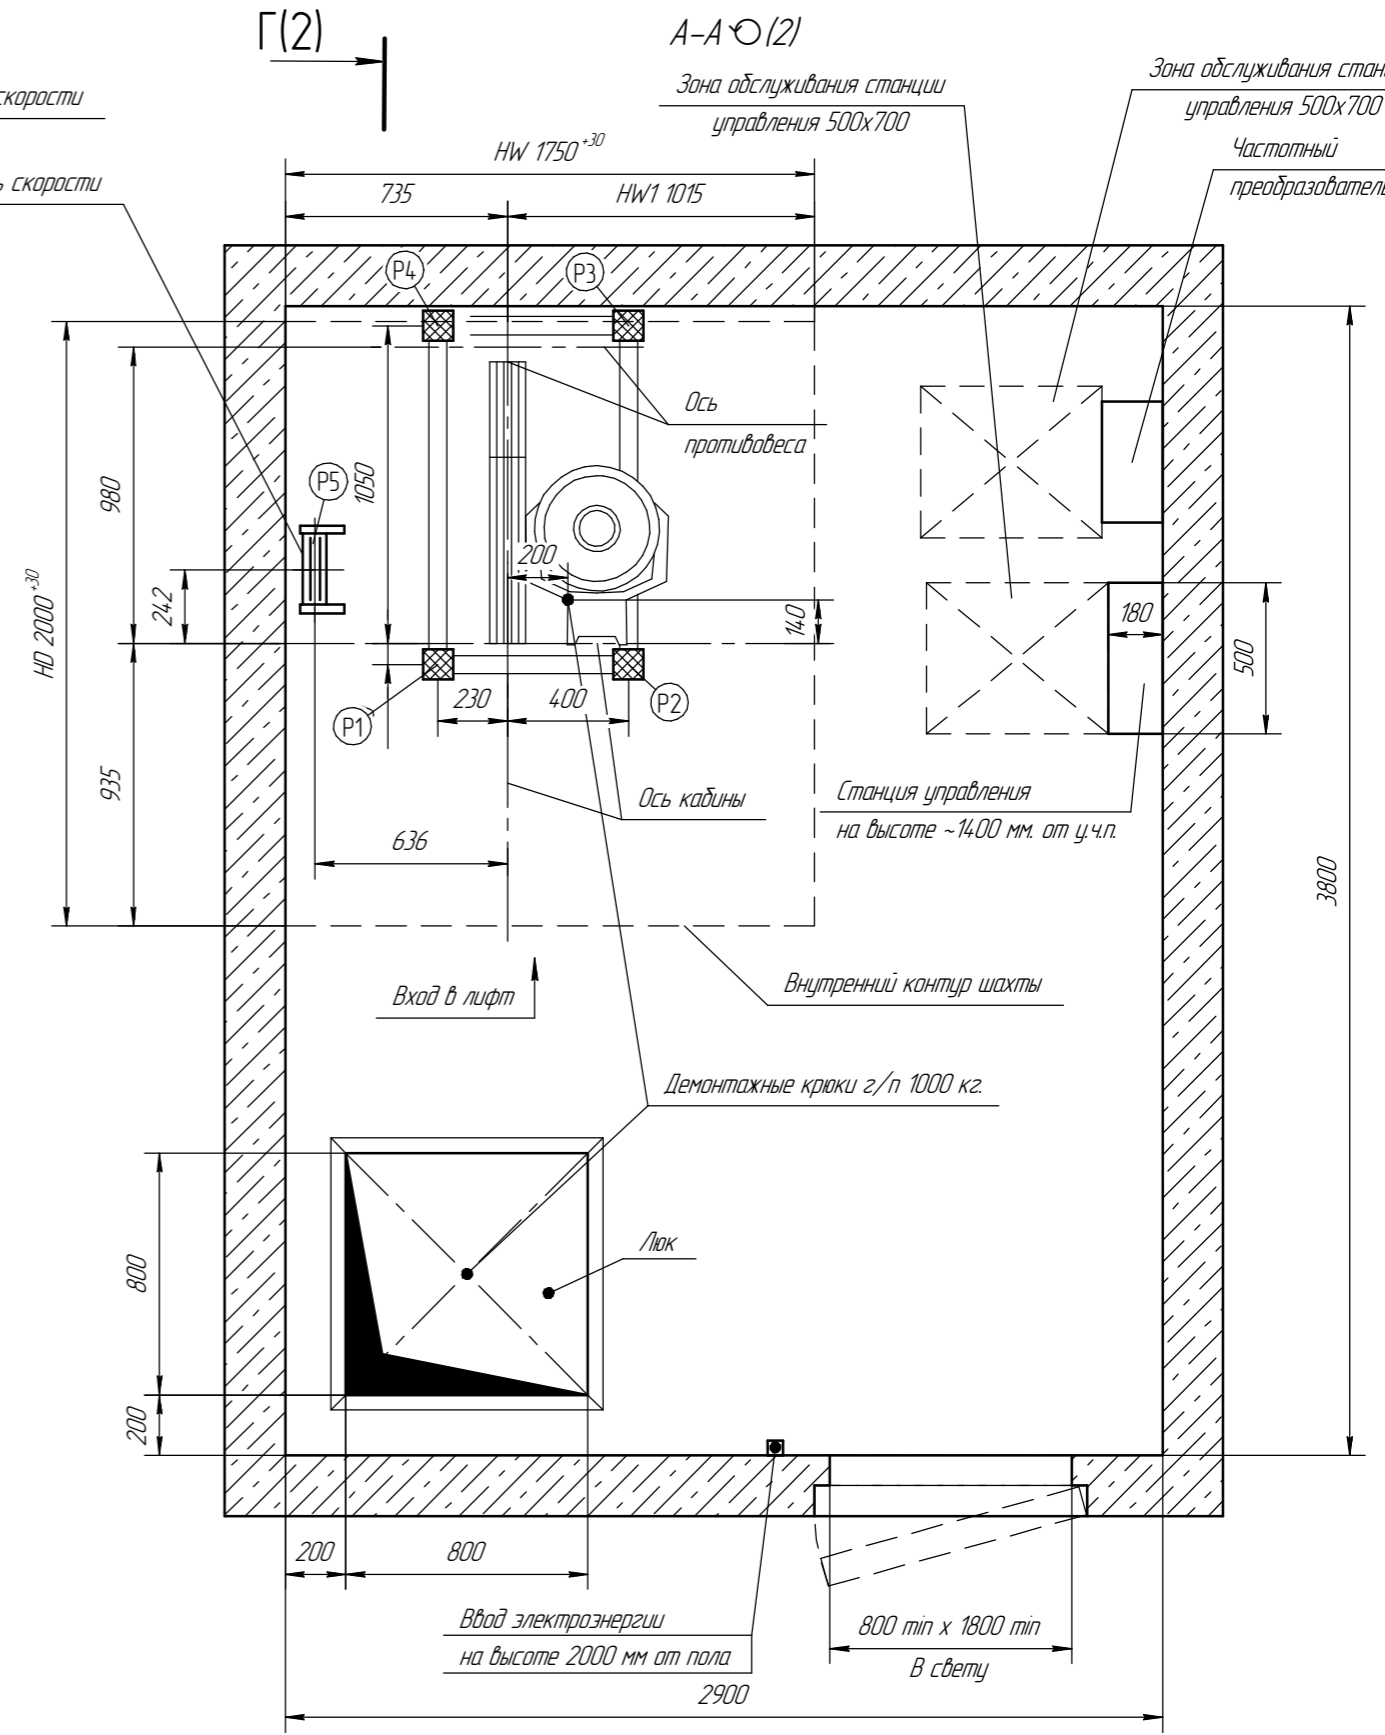 Г(2)
А-А (2)
скорости
Зона обслуживания станции
управления 500х700
Зона обслуживания стан
управления 500х700
Частотный
преобразователь
ь скорости
HW 1750 +30
735
HW1 1015
P4
P3
Ось
противовеса
P5
1050
980
HD 2000 +30
242
200
140
180
500
230
400
P1
P2
935
Ось кабины
Станция управления
на высоте ~1400 мм. от у.ч.п.
636
3800
Вход в лифт
Внутренний контур шахты
Демонтажные крюки г/п 1000 кг.
Люк
800
200
200
800
Ввод электроэнергии
на высоте 2000 мм от пола
800 min x 1800 min
В свету
2900